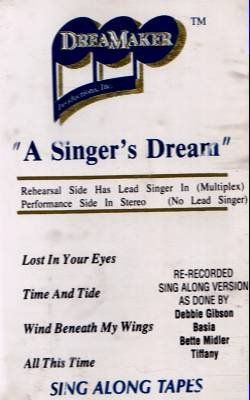 DREAMAKER
TM
Productions, Inc.
"A Singer's Dream"
Rehearsal Side Has Lead Singer In (Multiplex)
Performance Side In Stereo (No Lead Singer)
Lost In Your Eyes
Time And Tide
Wind Beneath My Wings
All This Time
RE-RECORDED
SING ALONG VERSION
AS DONE BY
Debbie Gibson
Basia
Bette Midler
Tiffany
SING ALONG TAPES